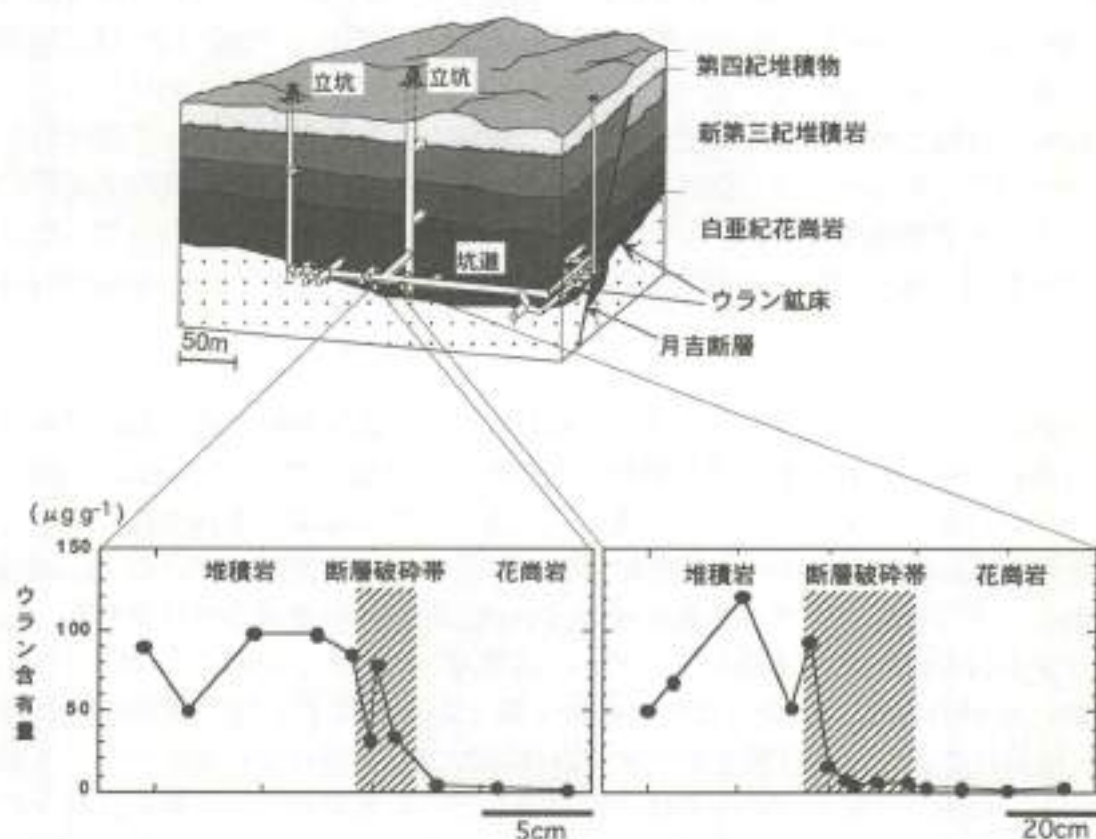 立坑
立坑
第四紀堆積物
新第三紀堆積岩
白亜紀花崗岩
坑道
ウラン鉱床
月吉断層
50m
(μg g⁻¹)
150
100
50
0
ウラン含有量
堆積岩 断層破砕帯 花崗岩
堆積岩 断層破砕帯 花崗岩
5cm
20cm